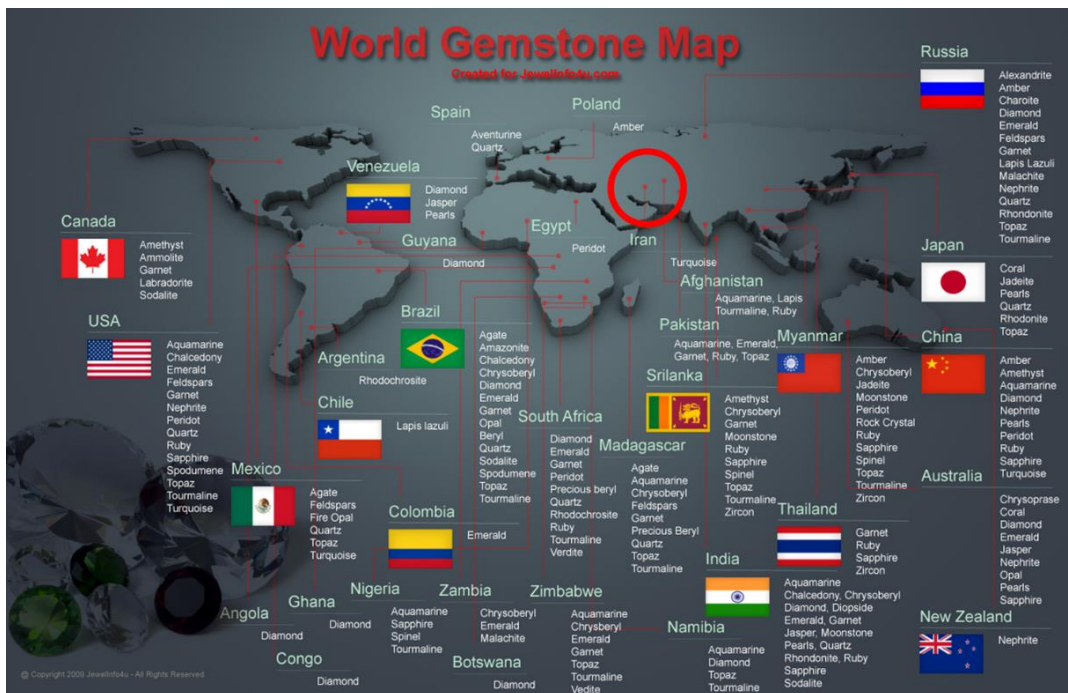 World Gemstone Map
Created for JewelInfo4u.com
Russia
Alexandrite
Amber
Charoite
Diamond
Emerald
Feldspars
Garnet
Lapis Lazuli
Malachite
Nephrite
Quartz
Rhondonite
Topaz
Tourmaline
Poland
Amber
Spain
Aventurine
Quartz
Venezuela
Diamond
Jasper
Pearls
Canada
Amethyst
Ammolite
Garnet
Labradorite
Sodalite
Guyana
Diamond
Egypt
Peridot
Iran
Turquoise
Afghanistan
Aquamarine, Lapis
Tourmaline, Ruby
Japan
Coral
Jadeite
Pearls
Quartz
Rhodonite
Topaz
USA
Aquamarine
Chalcedony
Emerald
Feldspars
Garnet
Nephrite
Peridot
Quartz
Ruby
Sapphire
Spodumene
Topaz
Tourmaline
Turquoise
Argentina
Rhodochrosite
Brazil
Agate
Amazonite
Chalcedony
Chrysoberyl
Diamond
Emerald
Garnet
Opal
Beryl
Quartz
Sodalite
Spodumene
Topaz
Tourmaline
Pakistan
Aquamarine, Emerald,
Garnet, Ruby, Topaz
Myanmar
Amber
Chrysoberyl
Jadeite
Moonstone
Peridot
Rock Crystal
Ruby
Sapphire
Spinel
Topaz
Tourmaline
Zircon
China
Amber
Amethyst
Aquamarine
Diamond
Nephrite
Pearls
Peridot
Ruby
Sapphire
Turquoise
Chile
Lapis lazuli
Srilanka
Amethyst
Chrysoberyl
Garnet
Moonstone
Ruby
Sapphire
Spinel
Topaz
Tourmaline
Zircon
South Africa
Diamond
Emerald
Garnet
Peridot
Precious beryl
Quartz
Rhodochrosite
Ruby
Tourmaline
Verdite
Madagascar
Agate
Aquamarine
Chrysoberyl
Feldspars
Garnet
Precious Beryl
Quartz
Topaz
Tourmaline
Mexico
Agate
Feldspars
Fire Opal
Quartz
Topaz
Turquoise
Australia
Chrysoprase
Coral
Diamond
Emerald
Jasper
Nephrite
Opal
Pearls
Sapphire
Colombia
Emerald
Thailand
Garnet
Ruby
Sapphire
Zircon
India
Aquamarine
Chalcedony, Chrysoberyl
Diamond, Diopside
Emerald, Garnet
Jasper, Moonstone
Pearls, Quartz
Rhondonite, Ruby
Sapphire
Sodalite
Angola
Diamond
Ghana
Diamond
Nigeria
Aquamarine
Sapphire
Spinel
Tourmaline
Zambia
Chrysoberyl
Emerald
Malachite
Zimbabwe
Aquamarine
Chrysberyl
Emerald
Garnet
Topaz
Tourmaline
Vedite
Namibia
Aquamarine
Diamond
Topaz
Tourmaline
New Zealand
Nephrite
Congo
Diamond
Botswana
Diamond
@ Copyright 2009 JewelInfo4u - All Rights Reserved